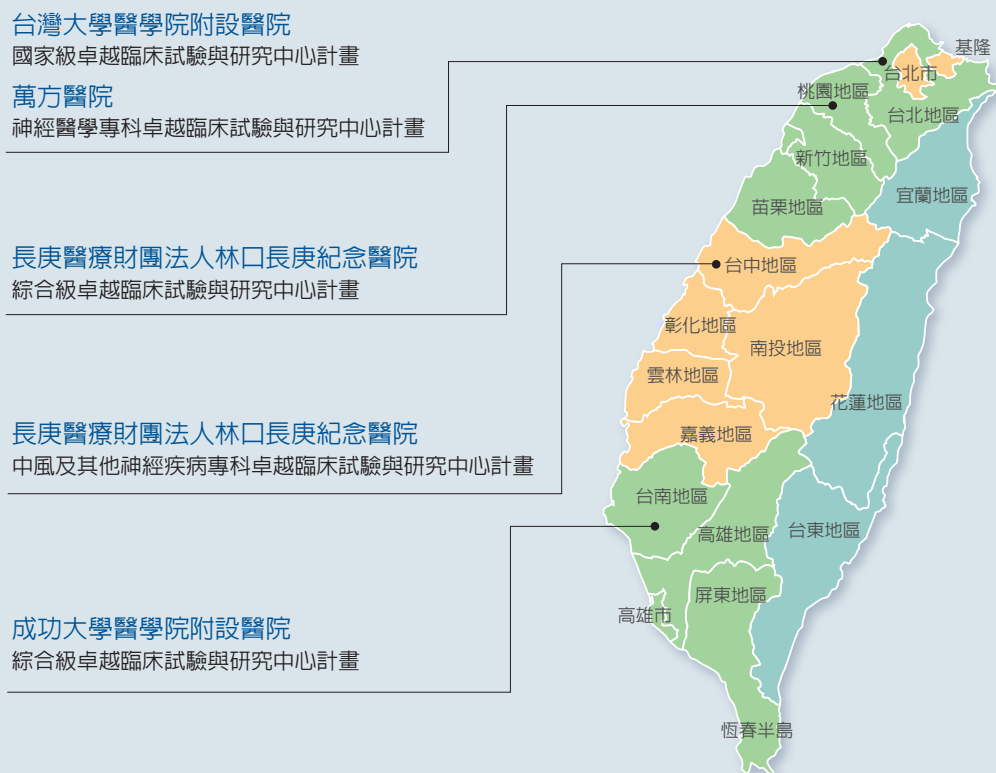 台灣大學醫學院附設醫院
國家級卓越臨床試驗與研究中心計畫
萬方醫院
神經醫學專科卓越臨床試驗與研究中心計畫
長庚醫療財團法人林口長庚紀念醫院
綜合級卓越臨床試驗與研究中心計畫
長庚醫療財團法人林口長庚紀念醫院
中風及其他神經疾病專科卓越臨床試驗與研究中心計畫
成功大學醫學院附設醫院
綜合級卓越臨床試驗與研究中心計畫
基隆
台北市
桃園地區
台北地區
新竹地區
宜蘭地區
苗栗地區
台中地區
彰化地區
南投地區
雲林地區
花蓮地區
嘉義地區
台南地區
高雄地區
台東地區
屏東地區
高雄市
恆春半島